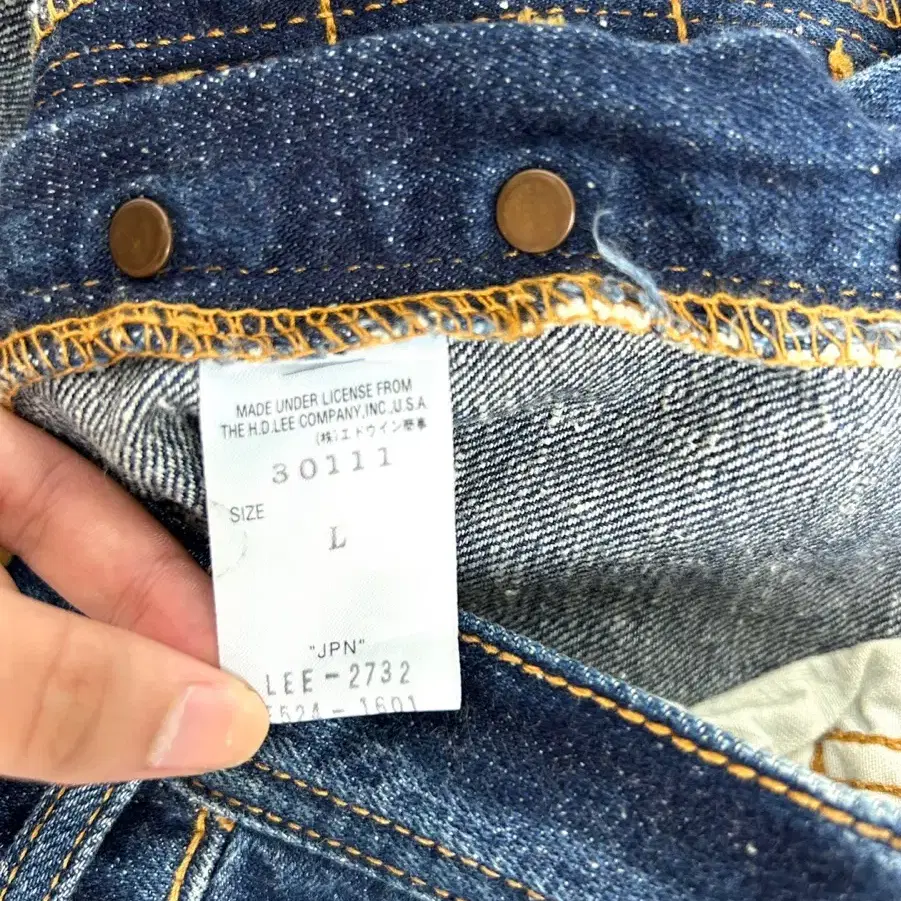 MADE UNDER LICENSE FROM
THE H.D.LEE COMPANY,INC.,U.S.A
(株)エドウイン商事
30111
SIZE
L
"JPN"
LEE-2732
1601